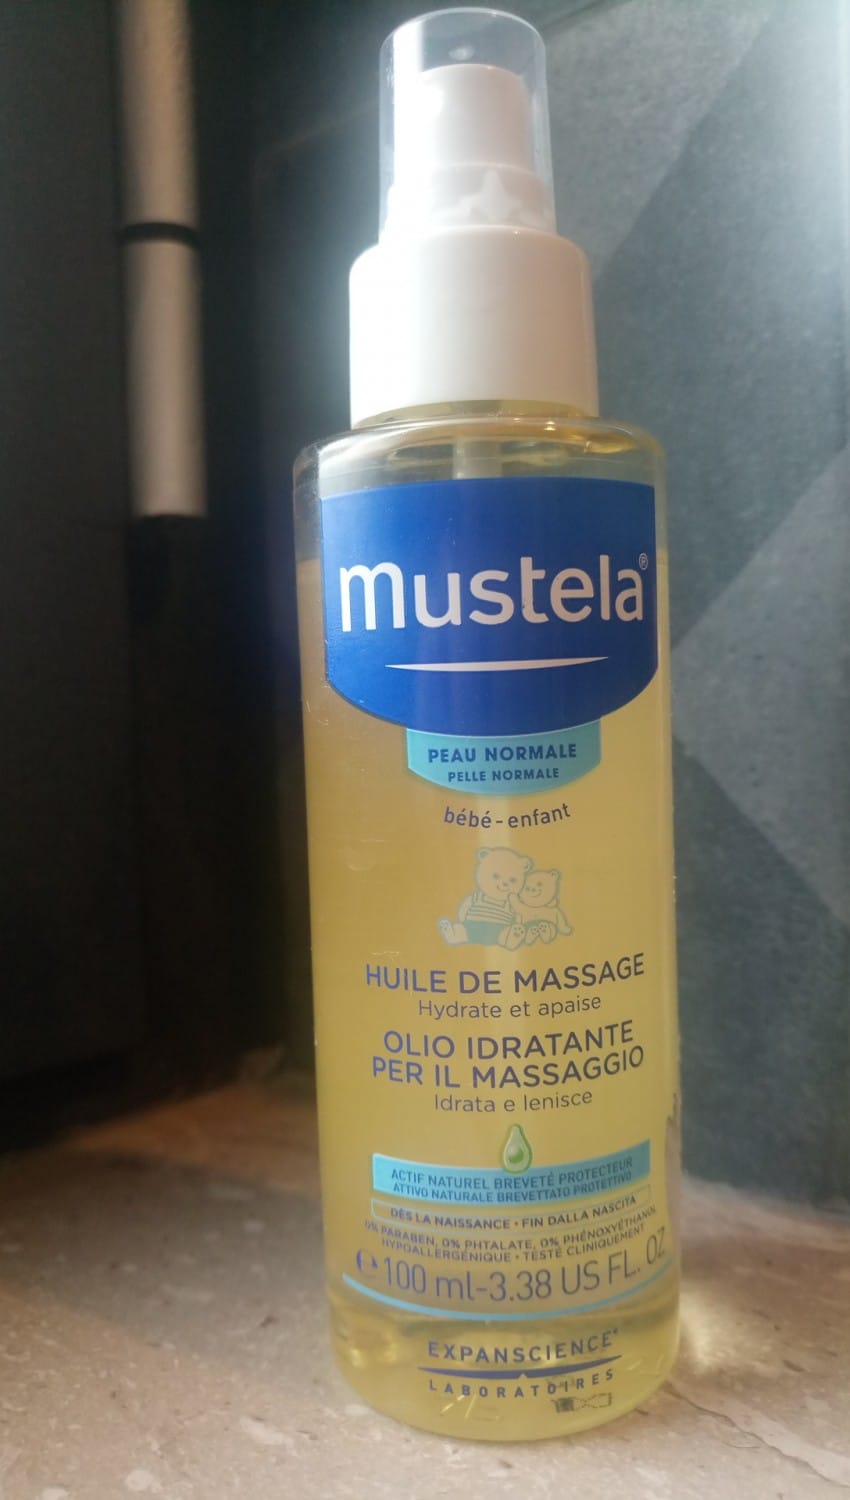 mustela®
PEAU NORMALE
PELLE NORMALE
bébé-enfant
HUILE DE MASSAGE
Hydrate et apaise
OLIO IDRATANTE
PER IL MASSAGGIO
Idrata e lenisce
ACTIF NATUREL BREVETÉ PROTECTEUR
ATTIVO NATURALE BREVETTATO PROTETTIVO
DÈS LA NAISSANCE • FIN DALLA NASCITA
0% PARABEN, 0% PHTALATE, 0% PHÉNOXYÉTHANOL
HYPOALLERGÉNIQUE • TESTÉ CLINIQUEMENT
℮ 100 ml-3.38 US FL. OZ
EXPANSCIENCE
LABORATOIRES